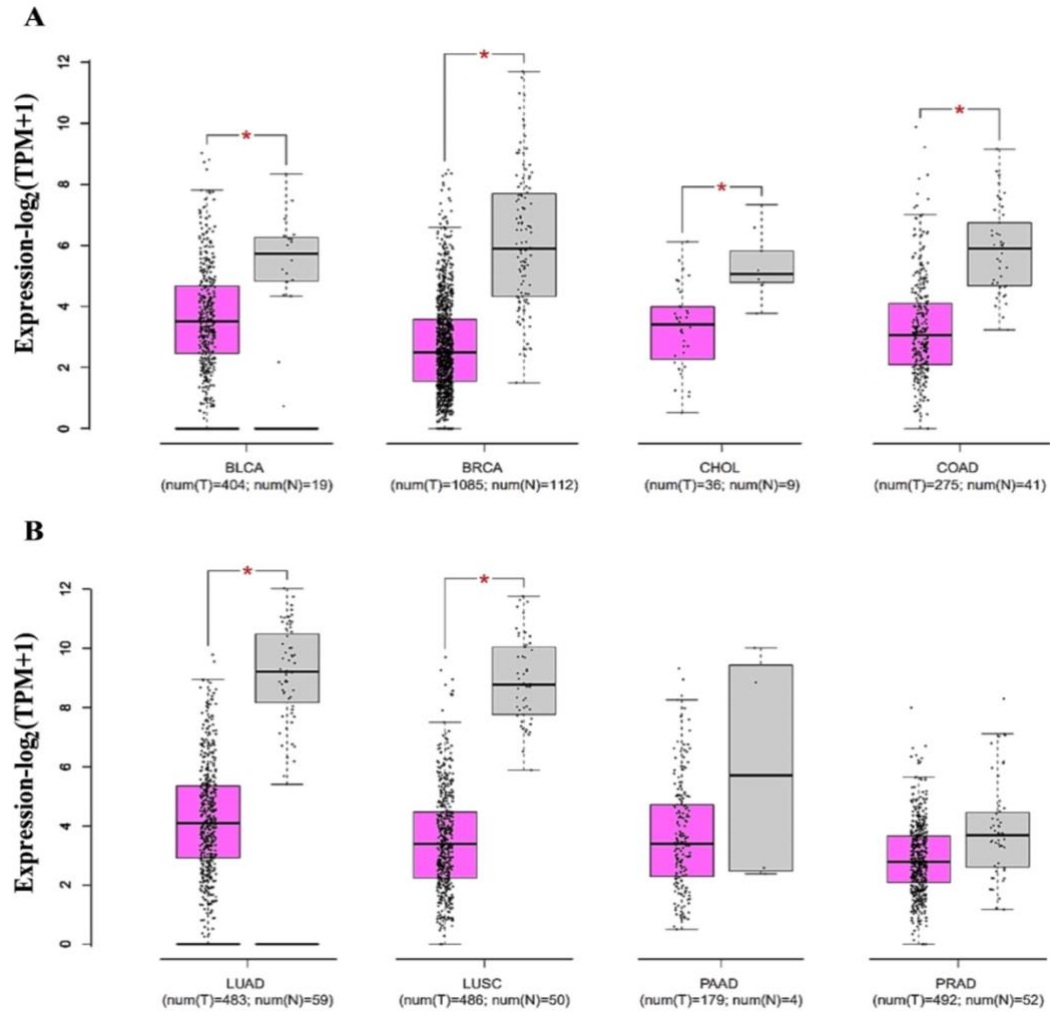 A
Expression-log2(TPM+1)
12
10
8
6
4
2
0
* * * *
BLCA BRCA CHOL COAD
(num(T)=404; num(N)=19) (num(T)=1085; num(N)=112) (num(T)=36; num(N)=9) (num(T)=275; num(N)=41)
B
Expression-log2(TPM+1)
12
10
8
6
4
2
0
* *
LUAD LUSC PAAD PRAD
(num(T)=483; num(N)=59) (num(T)=486; num(N)=50) (num(T)=179; num(N)=4) (num(T)=492; num(N)=52)